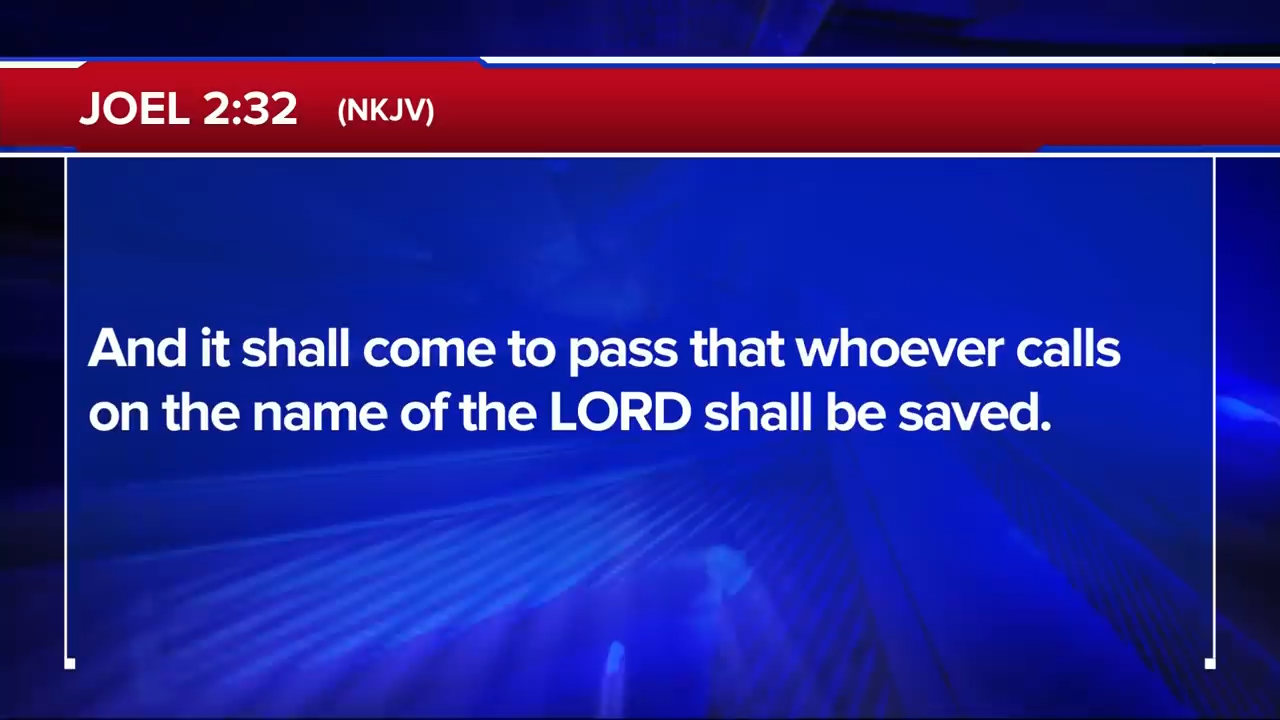 JOEL 2:32 (NKJV)
And it shall come to pass that whoever calls
on the name of the LORD shall be saved.